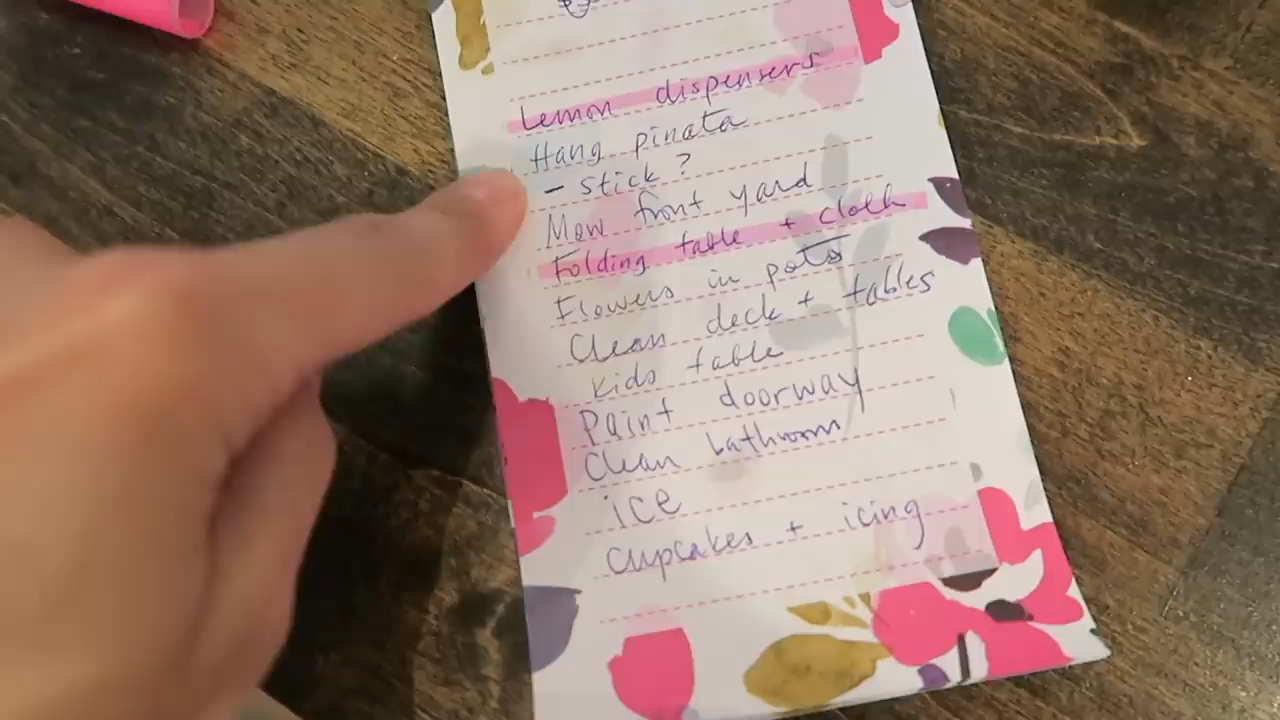 Lemon dispensers
Hang pinata
- stick ?
Mow front yard
Folding table + cloth
Flowers in pots
Clean deck + tables
kids table
Paint doorway
Clean bathroom
ice
Cupcakes + icing